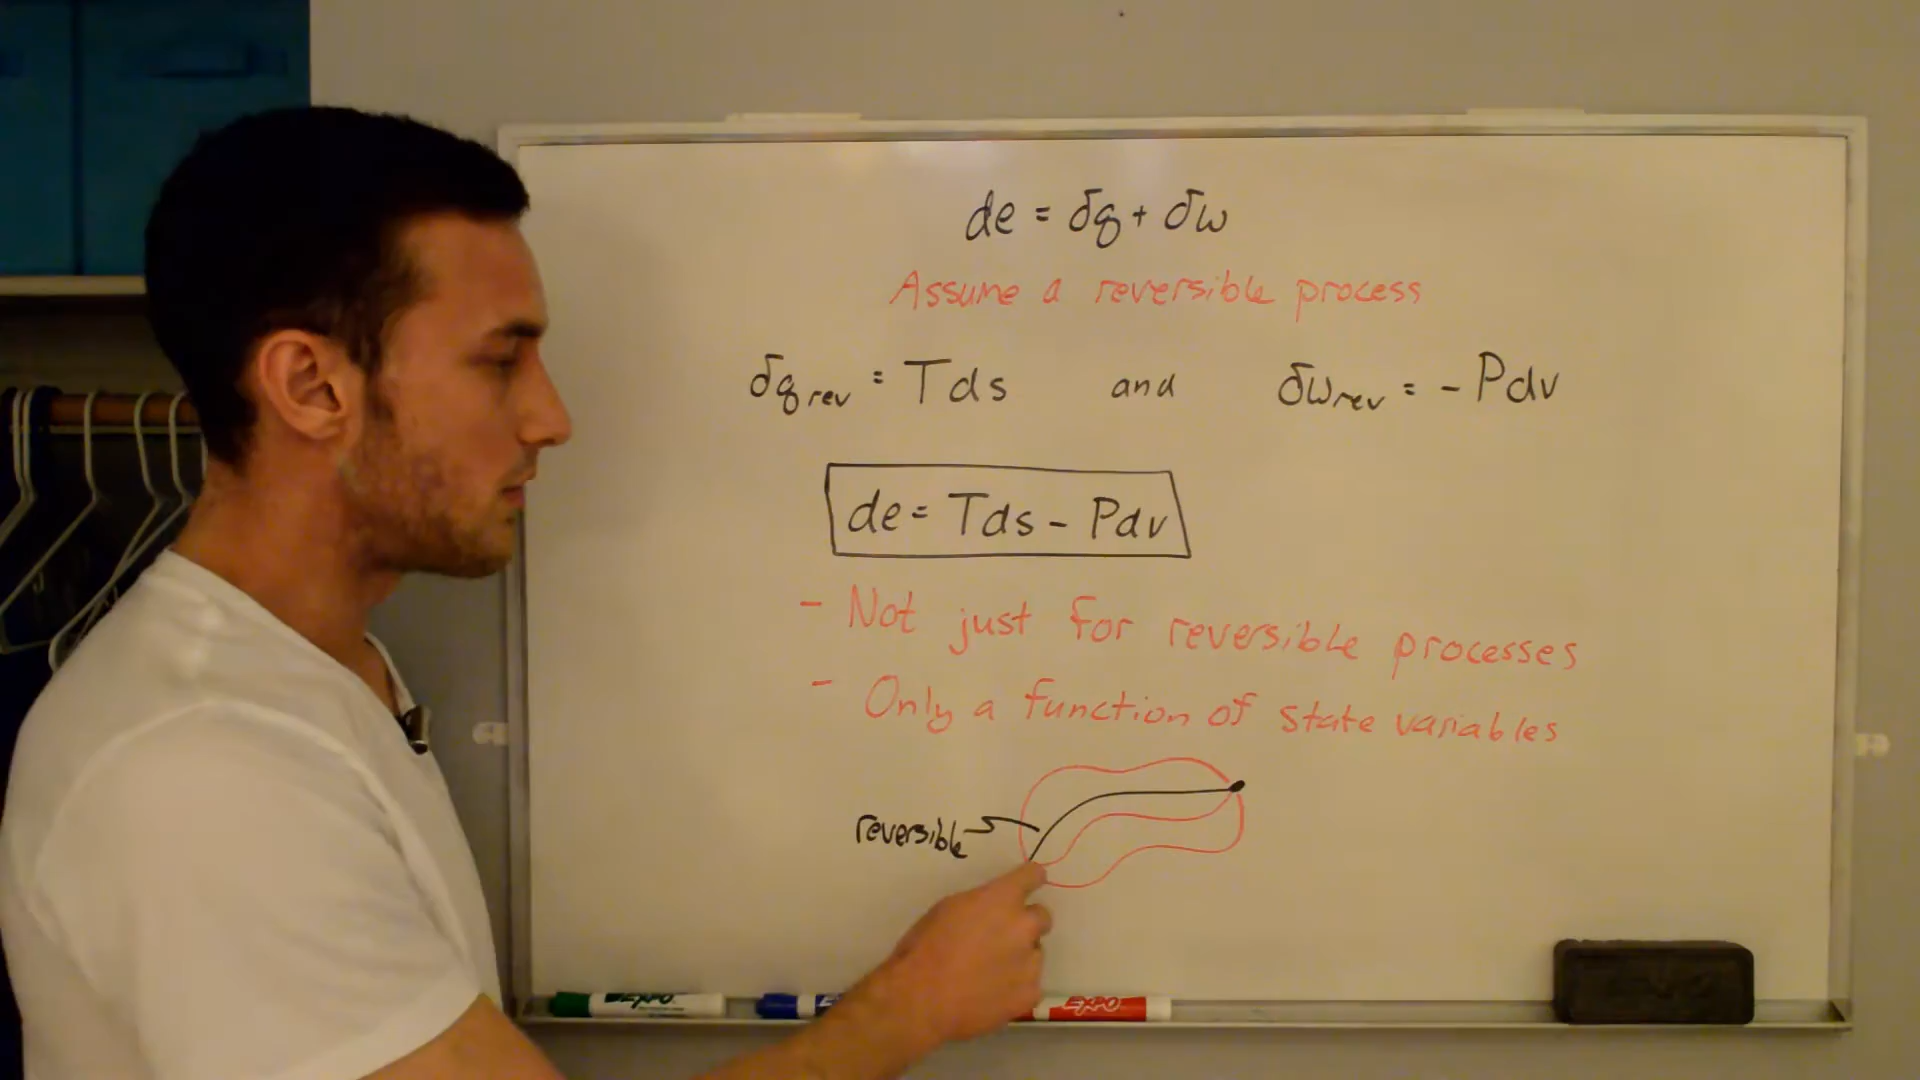 de = δq + δw
Assume a reversible process
δq rev = Tds and δw rev = - Pdv
de = Tds - Pdv
- Not just for reversible processes
- Only a function of state variables
reversible
EXPO
EXPO